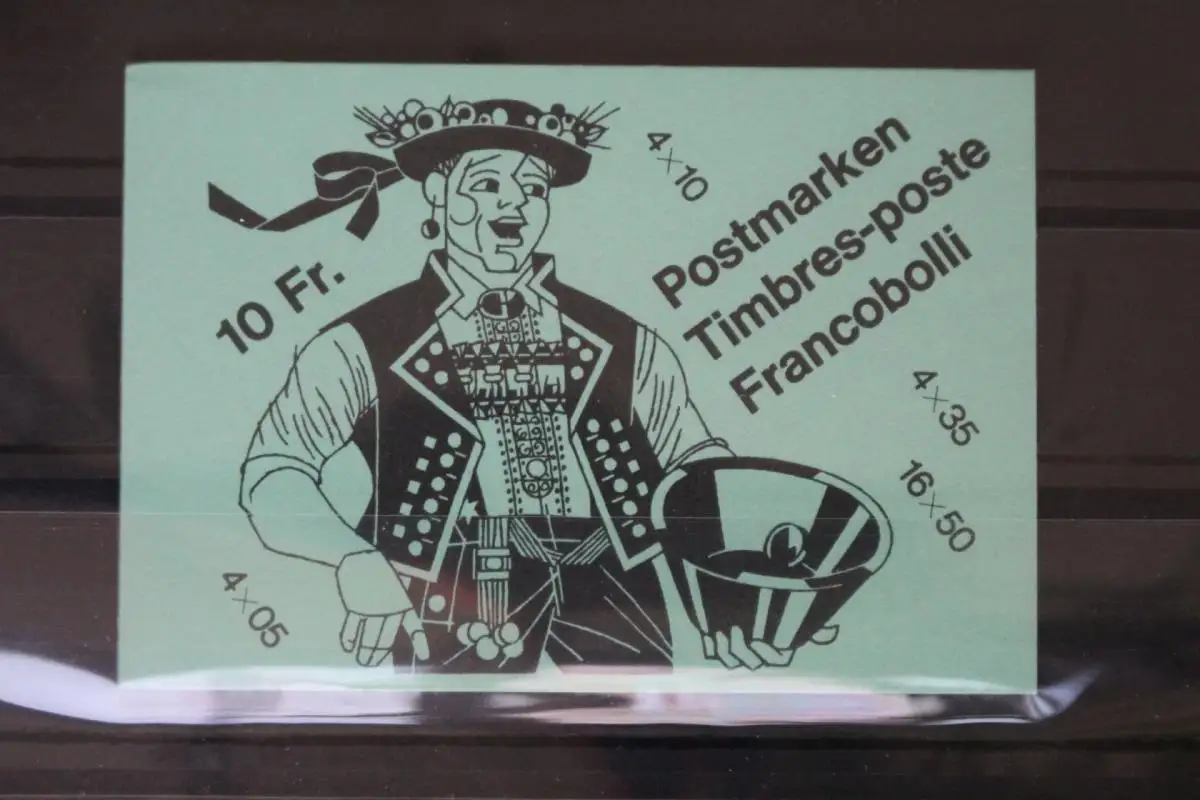 4×10
Postmarken
Timbres-poste
Francobolli
10 Fr.
4×35
16×50
4×05